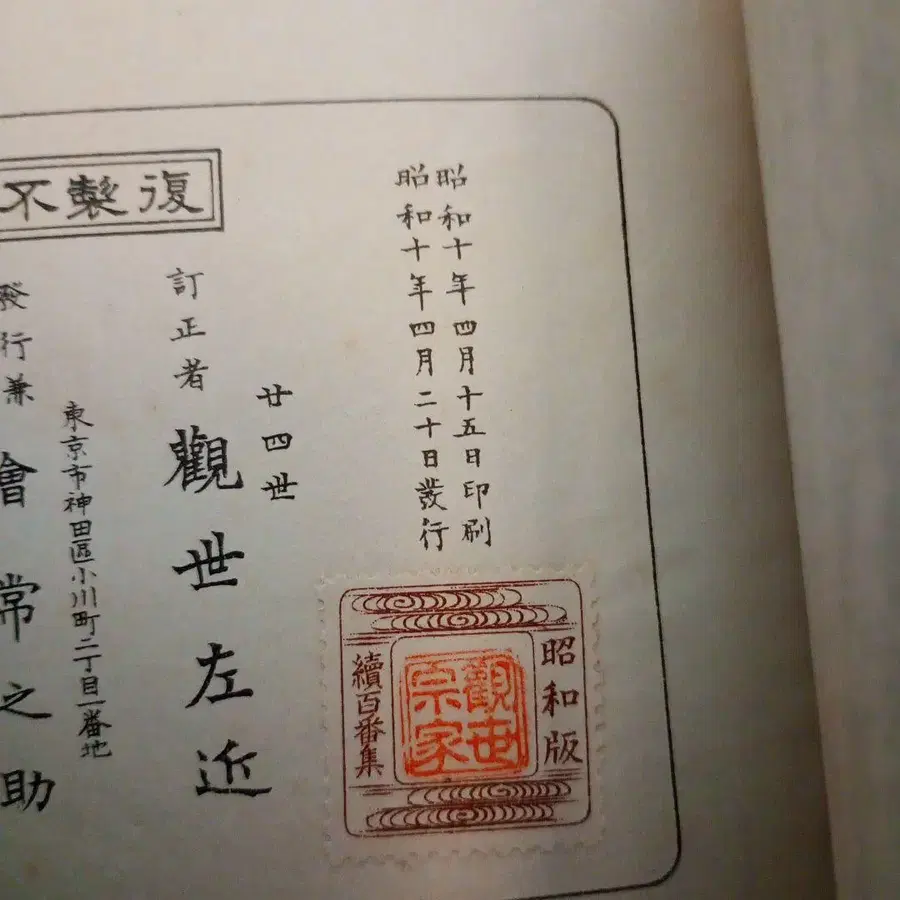 昭和十年四月十五日印刷
昭和十年四月二十日發行
昭和版
觀世宗家
續百番集
復製不
廿四世
訂正者 觀世左近
東京市神田區小川町二丁目一番地
發行兼 會常之助